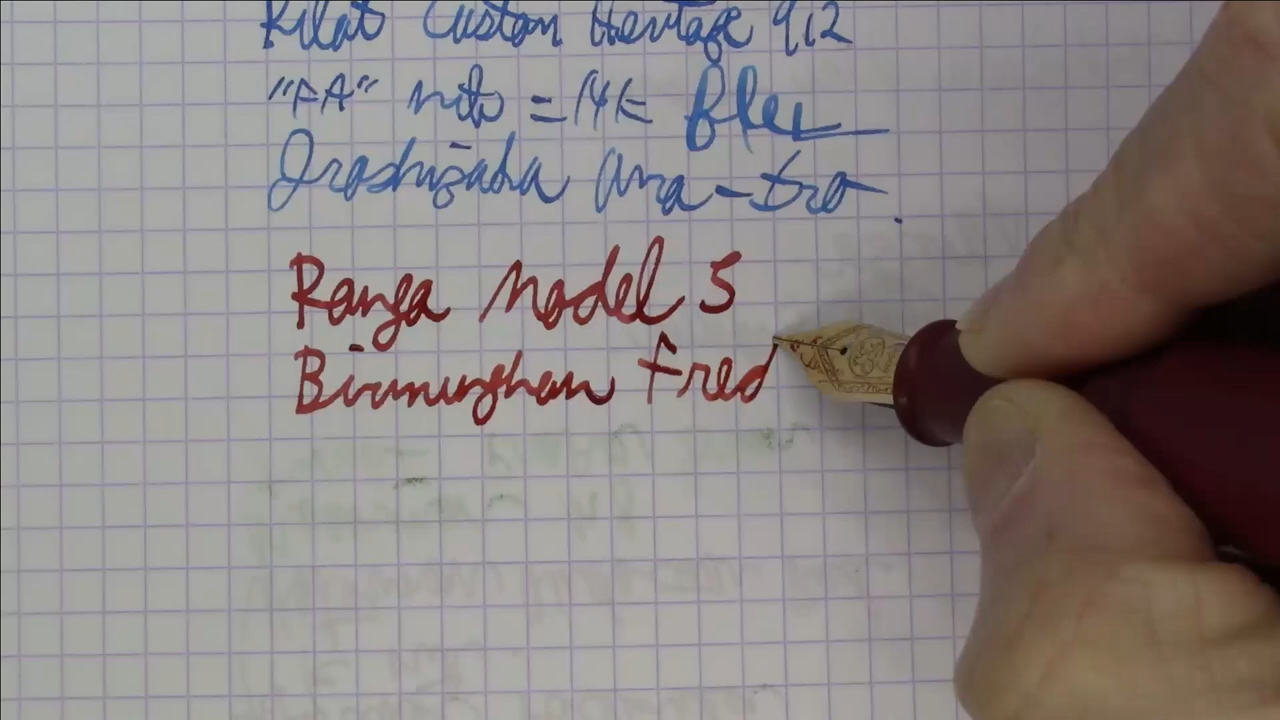 Pilot Custom Heritage 912
"FA" nib = 14K flex
Iroshizuku Ama-iro.
Ranga Model 5
Birmingham Fred